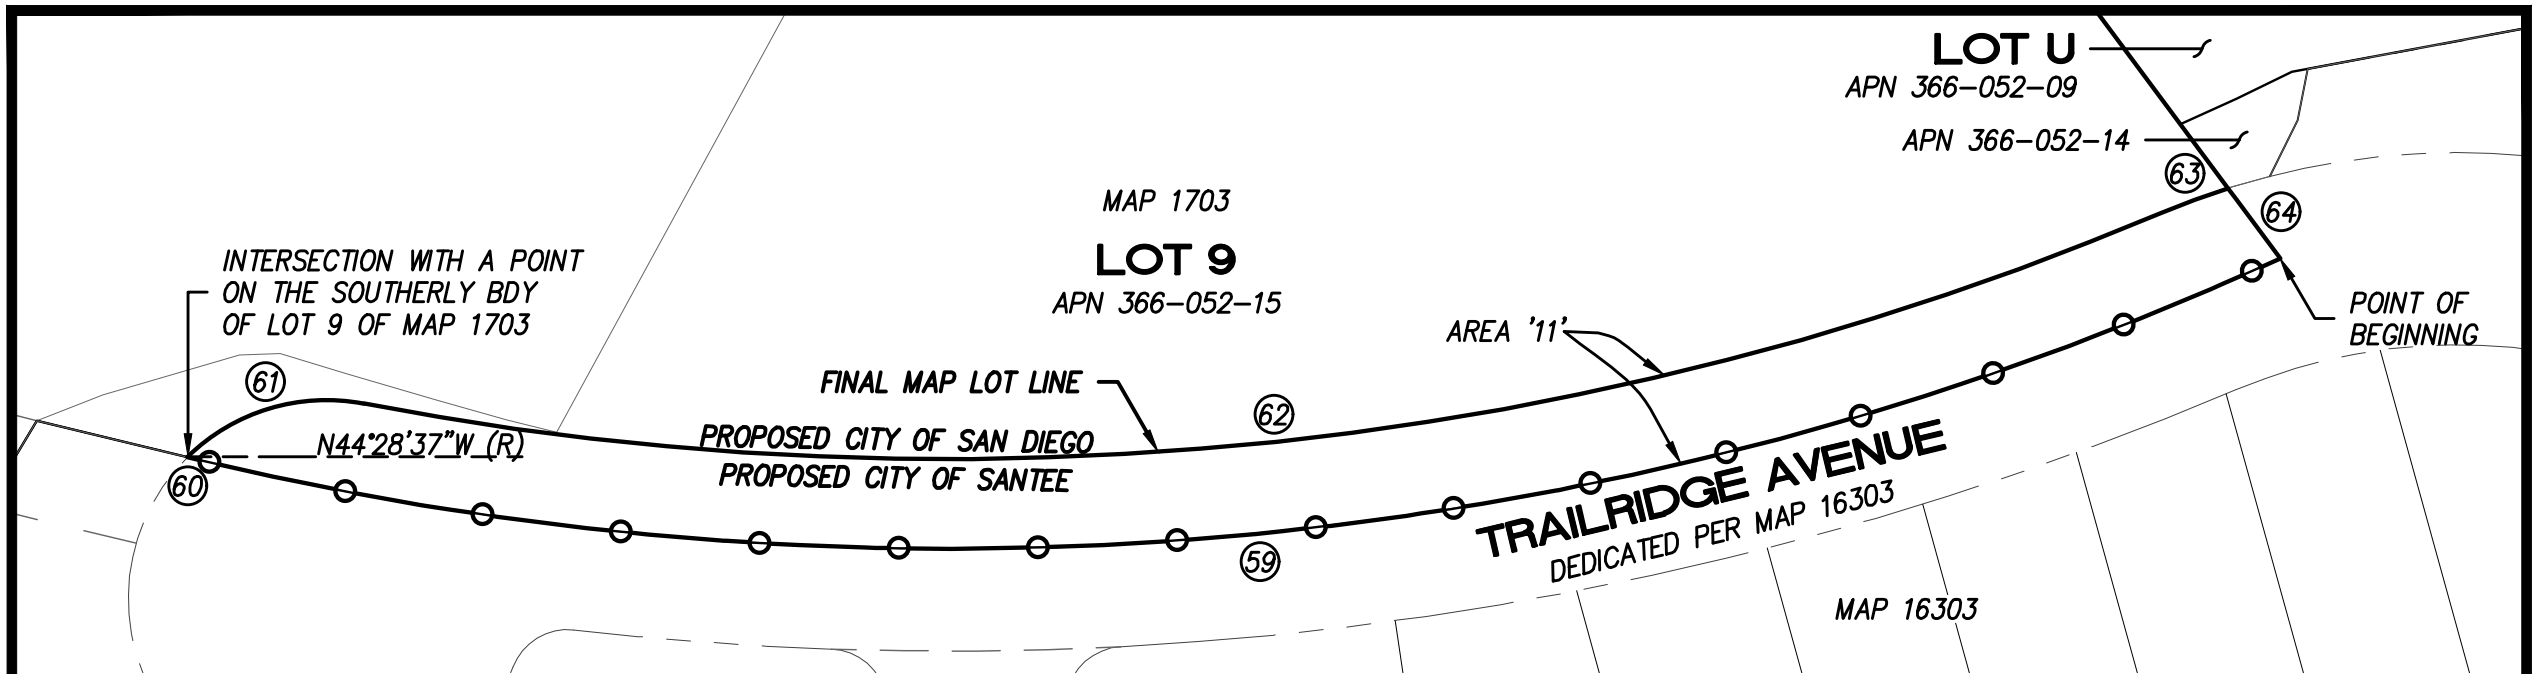 LOT U
APN 366-052-09
APN 366-052-14
63
64
MAP 1703
LOT 9
APN 366-052-15
INTERSECTION WITH A POINT
ON THE SOUTHERLY BDY
OF LOT 9 OF MAP 1703
POINT OF
BEGINNING
AREA '11'
61
FINAL MAP LOT LINE
62
N44°28'37"W (R)
PROPOSED CITY OF SAN DIEGO
PROPOSED CITY OF SANTEE
60
59
TRAILRIDGE AVENUE
DEDICATED PER MAP 16303
MAP 16303